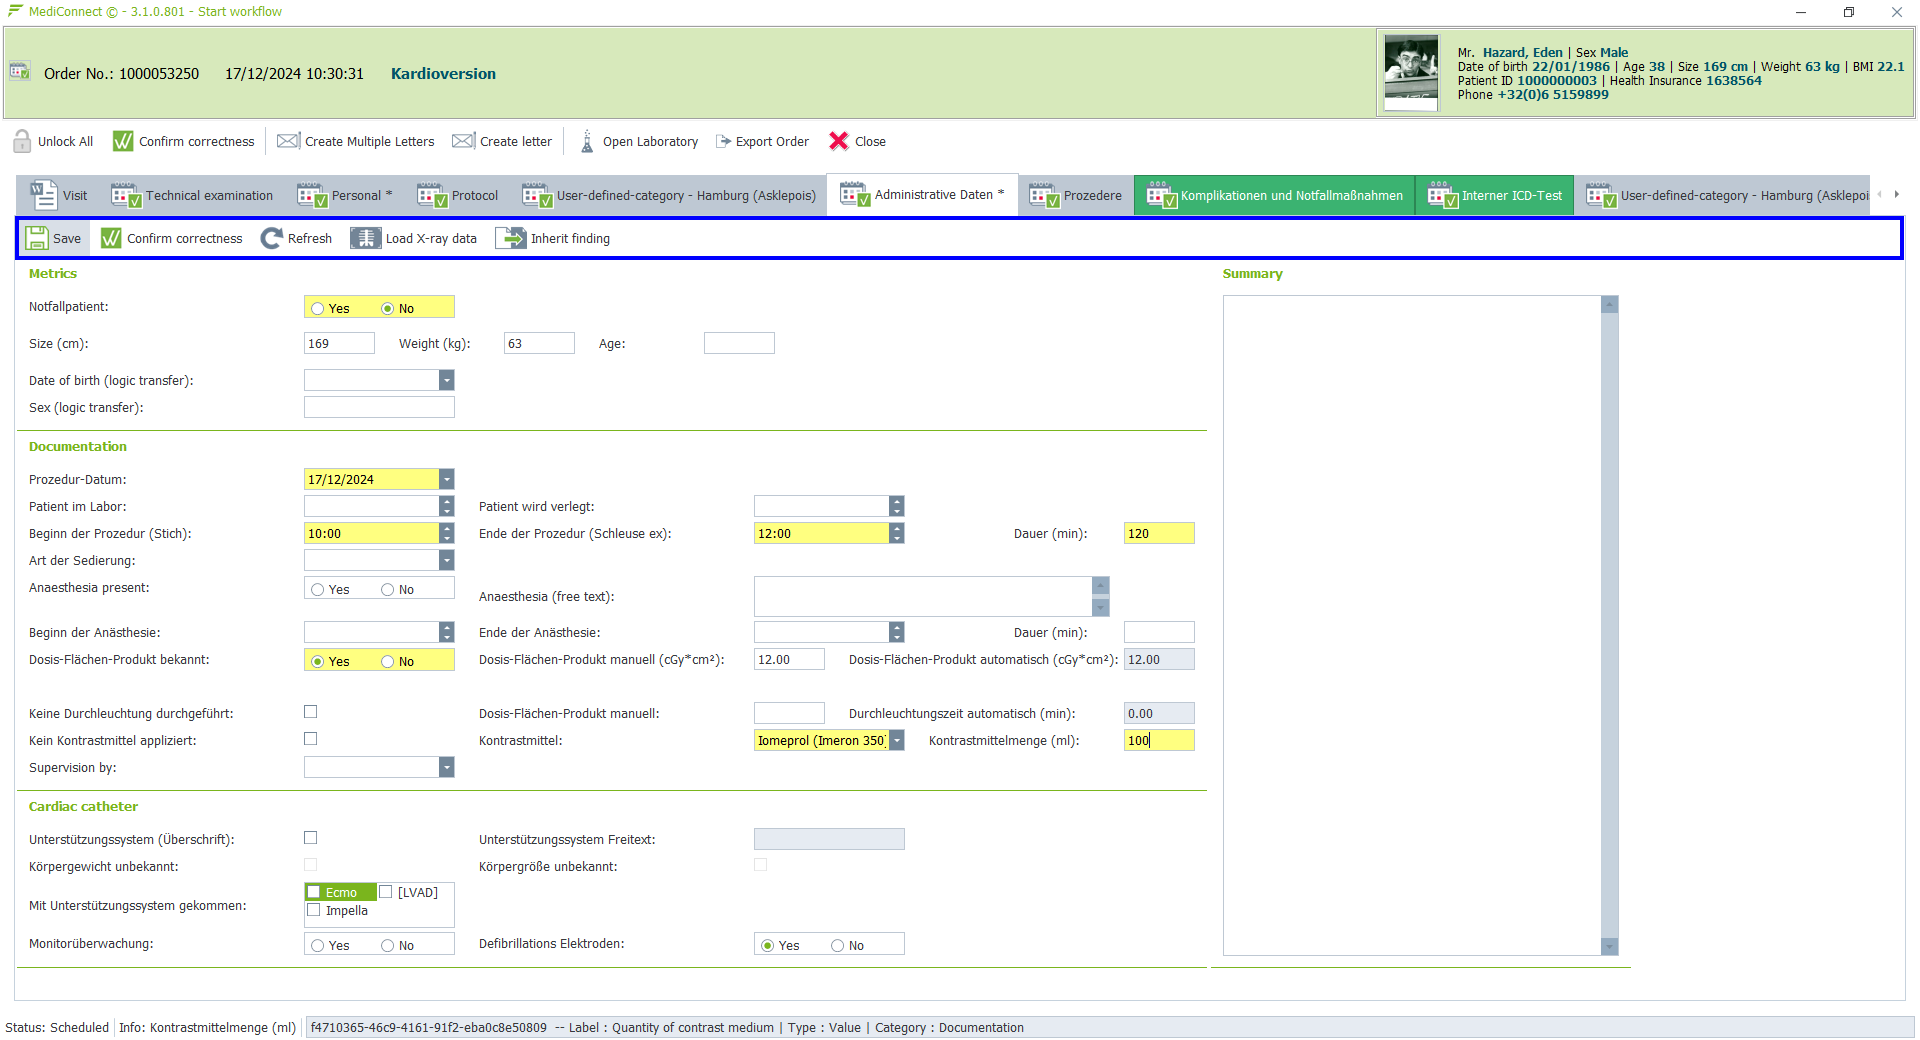 MediConnect © - 3.1.0.801 - Start workflow
Order No.: 1000053250 17/12/2024 10:30:31 Kardioversion
Mr. Hazard, Eden | Sex Male
Date of birth 22/01/1986 | Age 38 | Size 169 cm | Weight 63 kg | BMI 22.1
Patient ID 1000000003 | Health Insurance 1638564
Phone +32(0)6 5159899
Unlock All Confirm correctness Create Multiple Letters Create letter Open Laboratory Export Order Close
Visit Technical examination Personal * Protocol User-defined-category - Hamburg (Asklepois) Administrative Daten * Prozedere Komplikationen und Notfallmaßnahmen Interner ICD-Test User-defined-category - Hamburg (Asklepoi
Save Confirm correctness Refresh Load X-ray data Inherit finding
Metrics
Notfallpatient: Yes No
Size (cm): 169 Weight (kg): 63 Age:
Date of birth (logic transfer):
Sex (logic transfer):
Documentation
Prozedur-Datum: 17/12/2024
Patient im Labor: Patient wird verlegt:
Beginn der Prozedur (Stich): 10:00 Ende der Prozedur (Schleuse ex): 12:00 Dauer (min): 120
Art der Sedierung:
Anaesthesia present: Yes No Anaesthesia (free text):
Beginn der Anästhesie: Ende der Anästhesie: Dauer (min):
Dosis-Flächen-Produkt bekannt: Yes No Dosis-Flächen-Produkt manuell (cGy*cm²): 12.00 Dosis-Flächen-Produkt automatisch (cGy*cm²): 12.00
Keine Durchleuchtung durchgeführt: Dosis-Flächen-Produkt manuell: Durchleuchtungszeit automatisch (min): 0.00
Kein Kontrastmittel appliziert: Kontrastmittel: Iomeprol (Imeron 350) Kontrastmittelmenge (ml): 100
Supervision by:
Cardiac catheter
Unterstützungssystem (Überschrift): Unterstützungssystem Freitext:
Körpergewicht unbekannt: Körpergröße unbekannt:
Mit Unterstützungssystem gekommen: Ecmo [LVAD]
Impella
Monitorüberwachung: Yes No Defibrillations Elektroden: Yes No
Summary
Status: Scheduled Info: Kontrastmittelmenge (ml) f4710365-46c9-4161-91f2-eba0c8e50809 -- Label : Quantity of contrast medium | Type : Value | Category : Documentation